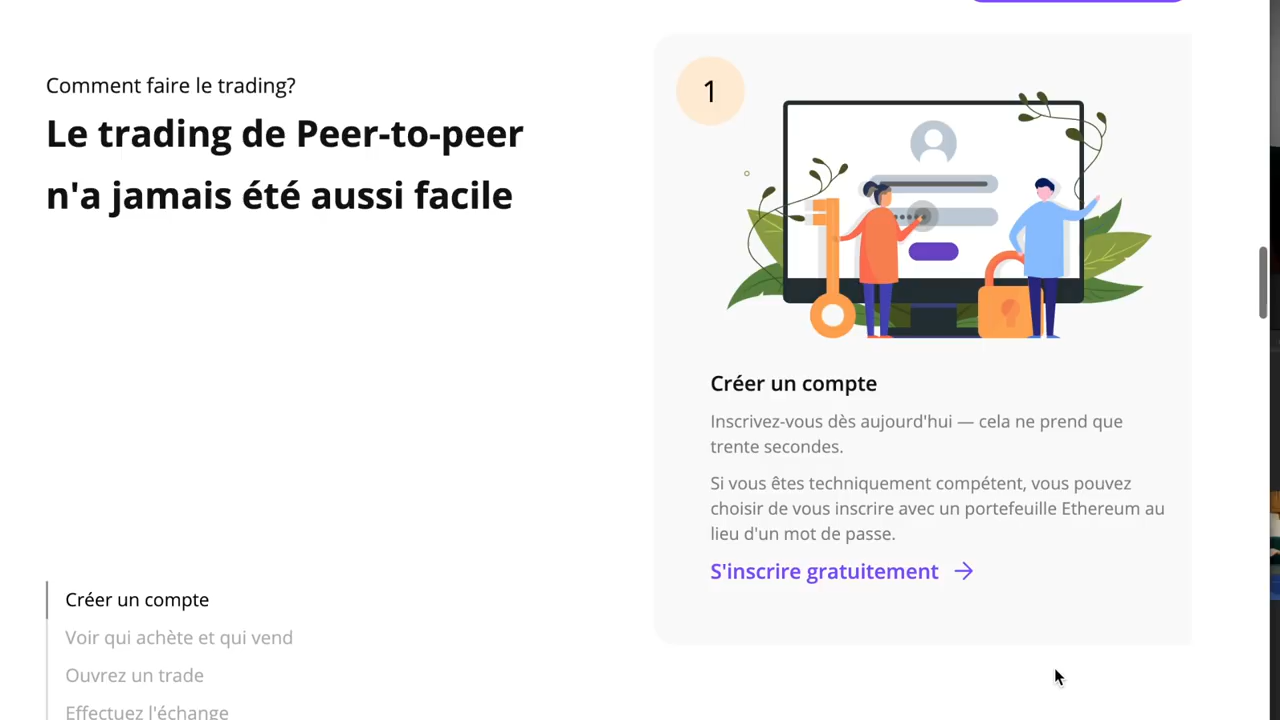 Comment faire le trading?
Le trading de Peer-to-peer
n'a jamais été aussi facile
1
Créer un compte
Inscrivez-vous dès aujourd'hui — cela ne prend que
trente secondes.
Si vous êtes techniquement compétent, vous pouvez
choisir de vous inscrire avec un portefeuille Ethereum au
lieu d'un mot de passe.
S'inscrire gratuitement
Créer un compte
Voir qui achète et qui vend
Ouvrez un trade
Effectuez l'échange